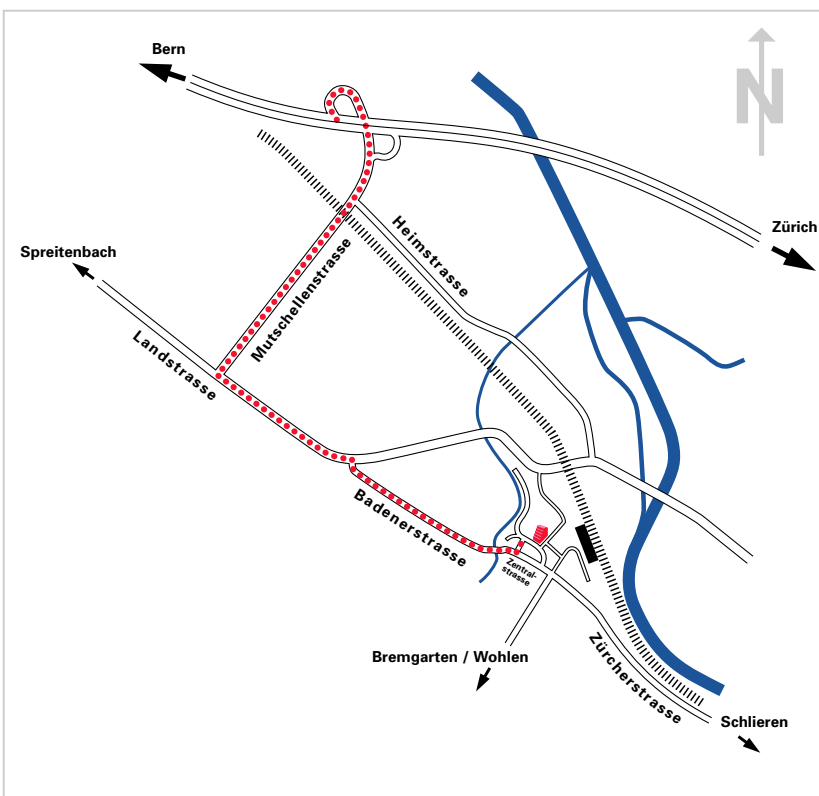 Bern
N
Zürich
Heimstrasse
Spreitenbach
Mutschellenstrasse
Landstrasse
Badenerstrasse
Zentral-
strasse
Bremgarten / Wohlen
Zürcherstrasse
Schlieren